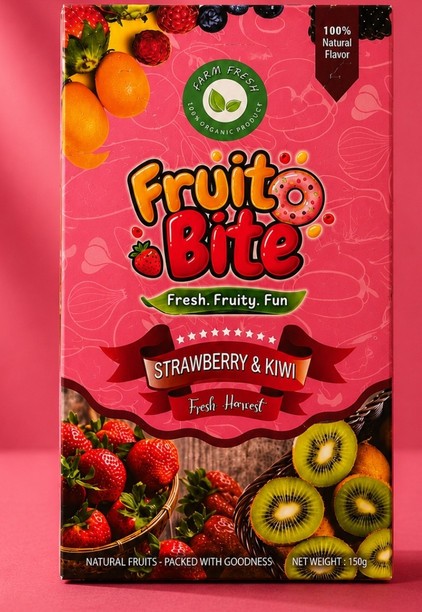 100%
Natural
Flavor
FARM FRESH
100% ORGANIC PRODUCT
Fruito
Bite
Fresh. Fruity. Fun
STRAWBERRY & KIWI
Fresh Harvest
NATURAL FRUITS - PACKED WITH GOODNESS NET WEIGHT : 150g